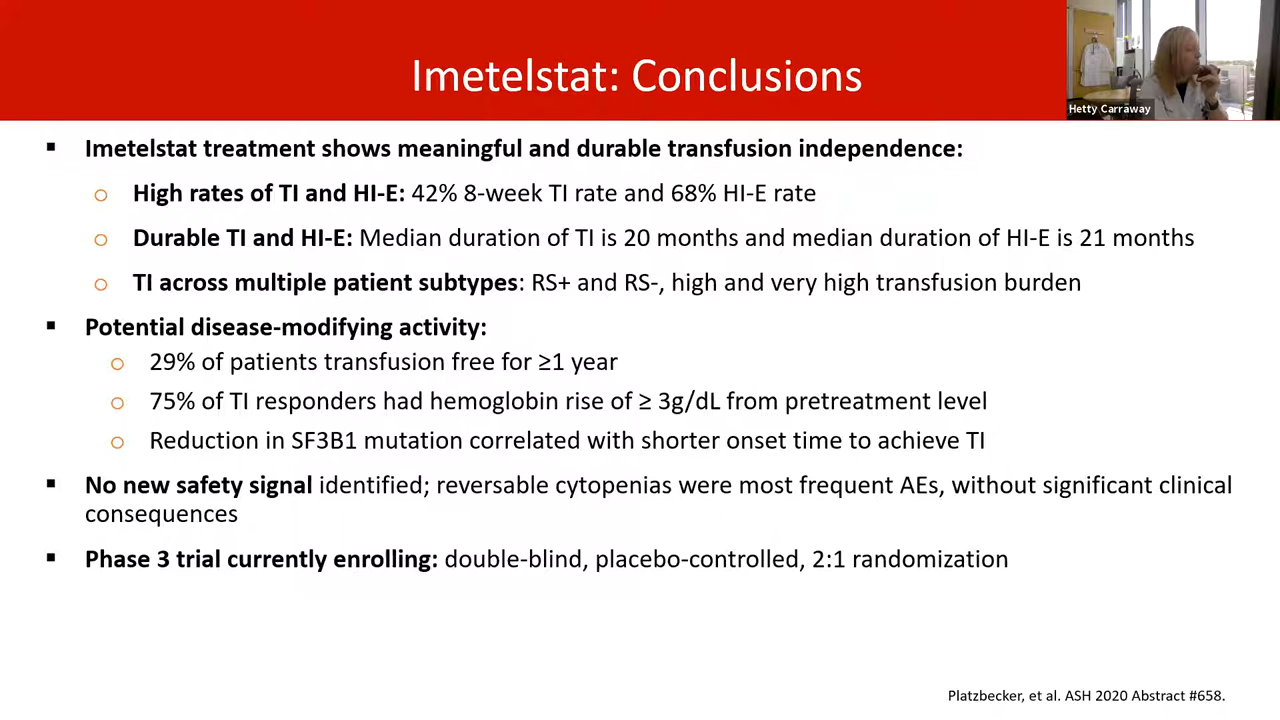 Imetelstat: Conclusions
Hetty Carraway
▪ Imetelstat treatment shows meaningful and durable transfusion independence:
o High rates of TI and HI-E: 42% 8-week TI rate and 68% HI-E rate
o Durable TI and HI-E: Median duration of TI is 20 months and median duration of HI-E is 21 months
o TI across multiple patient subtypes: RS+ and RS-, high and very high transfusion burden
▪ Potential disease-modifying activity:
o 29% of patients transfusion free for ≥1 year
o 75% of TI responders had hemoglobin rise of ≥ 3g/dL from pretreatment level
o Reduction in SF3B1 mutation correlated with shorter onset time to achieve TI
▪ No new safety signal identified; reversable cytopenias were most frequent AEs, without significant clinical
consequences
▪ Phase 3 trial currently enrolling: double-blind, placebo-controlled, 2:1 randomization
Platzbecker, et al. ASH 2020 Abstract #658.